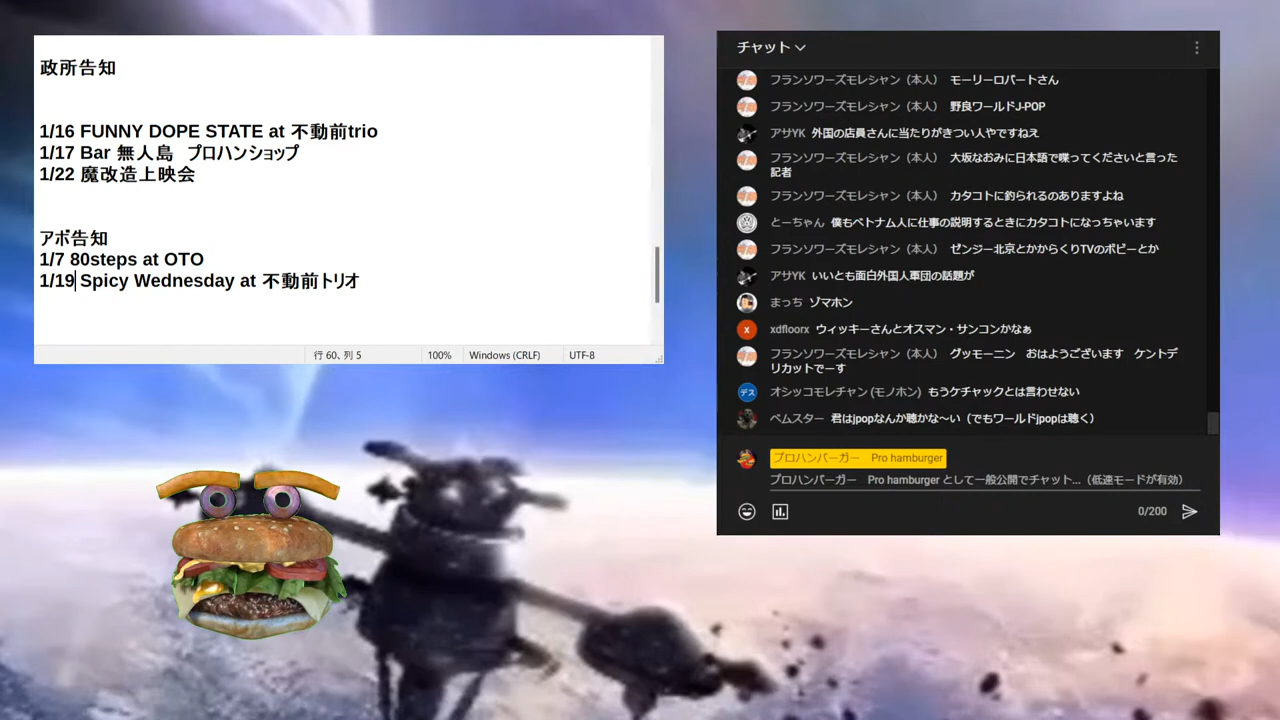 政所告知
1/16 FUNNY DOPE STATE at 不動前trio
1/17 Bar 無人島　プロハンショップ
1/22 魔改造上映会
アボ告知
1/7 80steps at OTO
1/19 Spicy Wednesday at 不動前トリオ
行 60、列 5
100%
Windows (CRLF)
UTF-8
チャット
フランソワーズモレシャン（本人） モーリーロバートさん
フランソワーズモレシャン（本人） 野良ワールドJ-POP
アサYK 外国の店員さんに当たりがきつい人やですねえ
フランソワーズモレシャン（本人） 大坂なおみに日本語で喋ってくださいと言った
記者
フランソワーズモレシャン（本人） カタコトに釣られるのありますよね
とーちゃん 僕もベトナム人に仕事の説明するときにカタコトになっちゃいます
フランソワーズモレシャン（本人） ゼンジー北京とかからくりTVのボビーとか
アサYK いいとも面白外国人軍団の話題が
まっち ゾマホン
x
xdfloorx ウィッキーさんとオスマン・サンコンかなぁ
フランソワーズモレシャン（本人） グッモーニン　おはようございます　ケントデ
リカットでーす
デス
オシッコモレチャン (モノホン) もうケチャックとは言わせない
ベムスター 君はjpopなんか聴かな〜い（でもワールドjpopは聴く）
プロハンバーガー　Pro hamburger
プロハンバーガー　Pro hamburger として一般公開でチャット...（低速モードが有効）
0/200